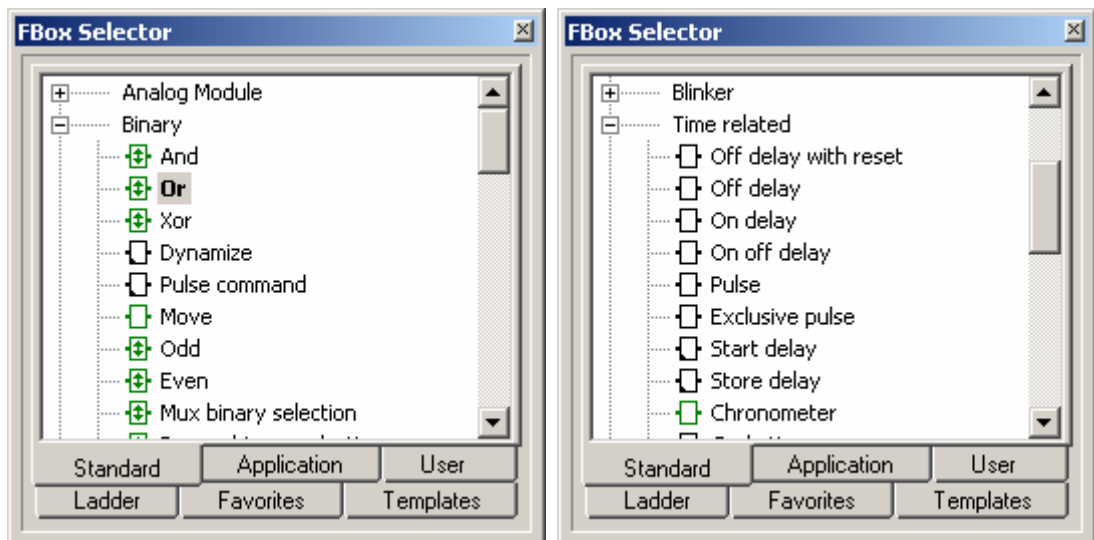 FBox Selector
Analog Module
Binary
And
Or
Xor
Dynamize
Pulse command
Move
Odd
Even
Mux binary selection
Standard
Application
User
Ladder
Favorites
Templates
FBox Selector
Blinker
Time related
Off delay with reset
Off delay
On delay
On off delay
Pulse
Exclusive pulse
Start delay
Store delay
Chronometer
Standard
Application
User
Ladder
Favorites
Templates